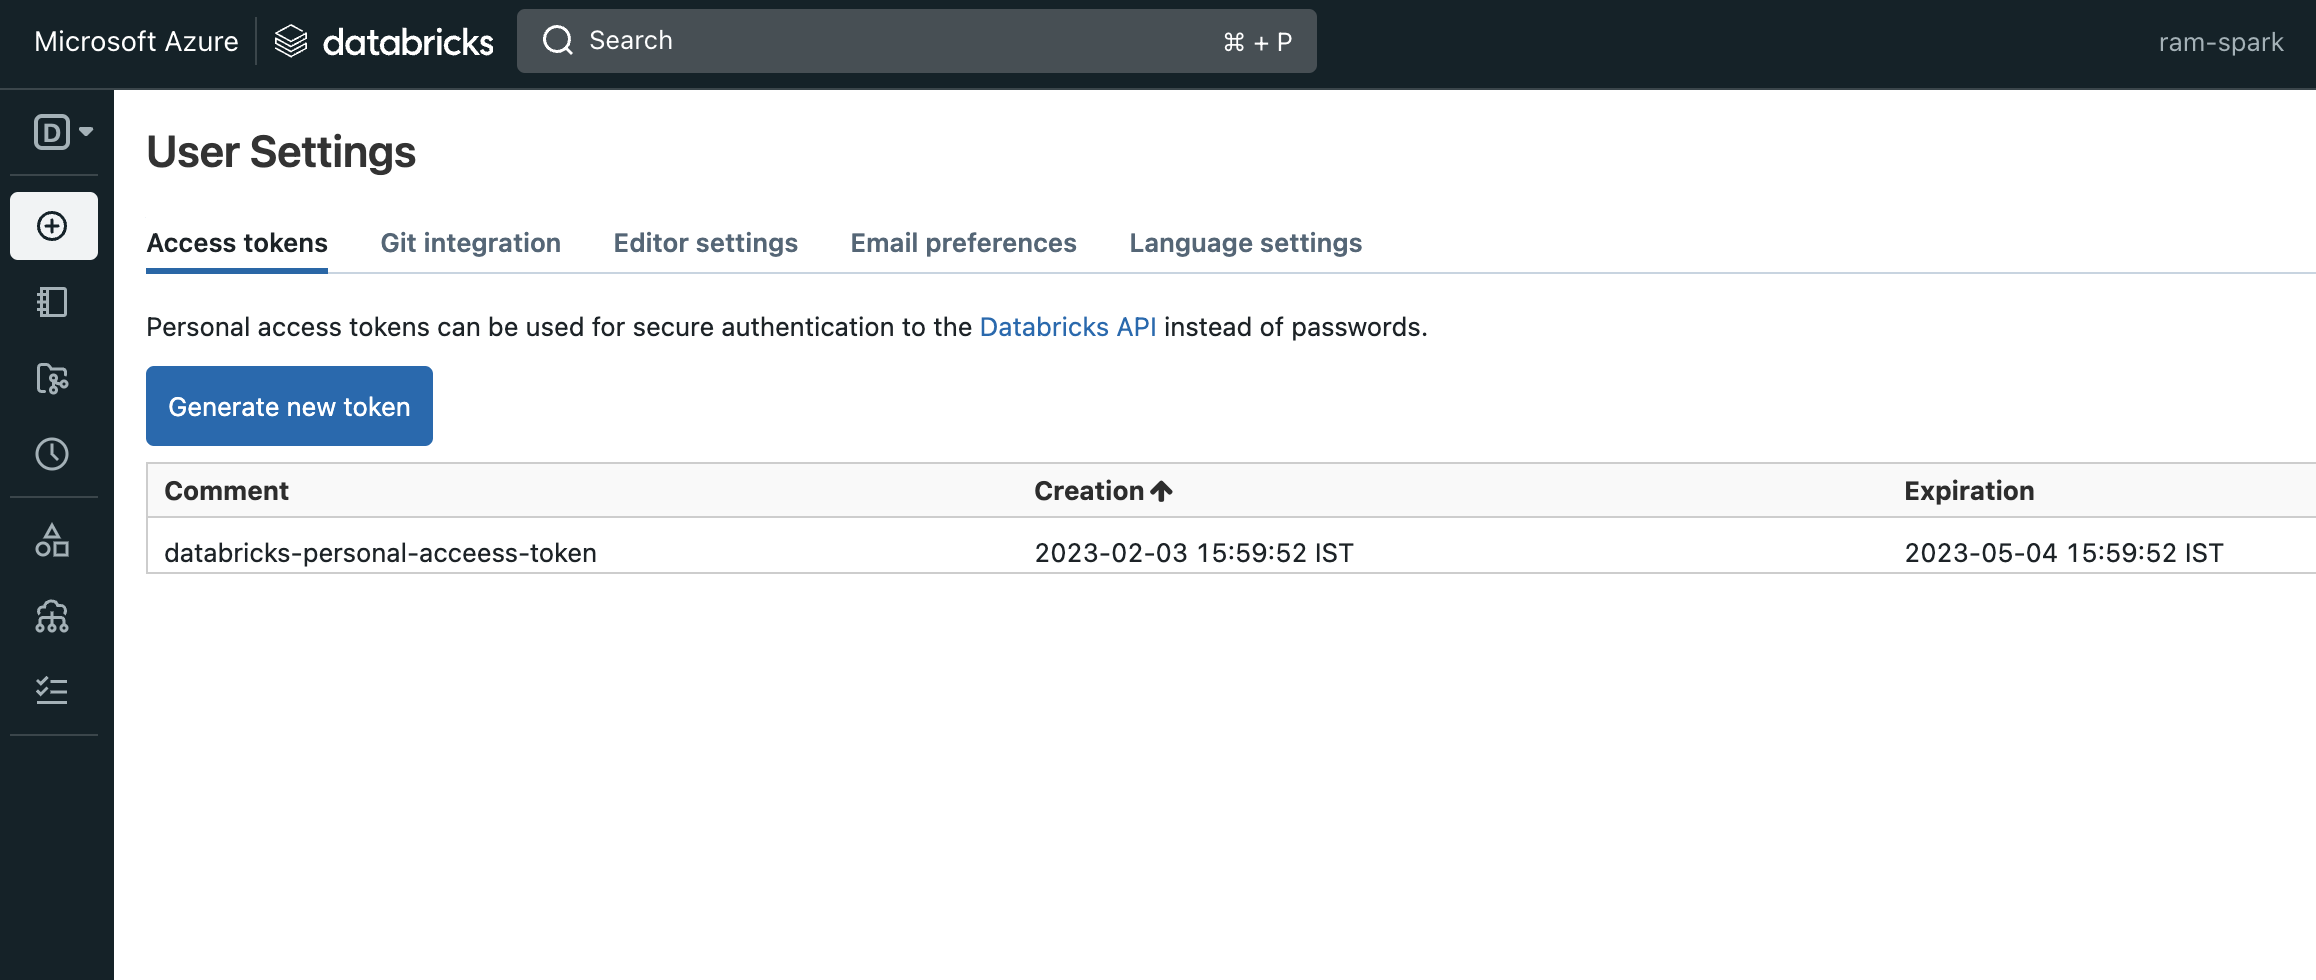 Microsoft Azure databricks Search ⌘ + P ram-spark
D
User Settings
Access tokens Git integration Editor settings Email preferences Language settings
Personal access tokens can be used for secure authentication to the Databricks API instead of passwords.
Generate new token
Comment Creation Expiration
databricks-personal-acceess-token 2023-02-03 15:59:52 IST 2023-05-04 15:59:52 IST